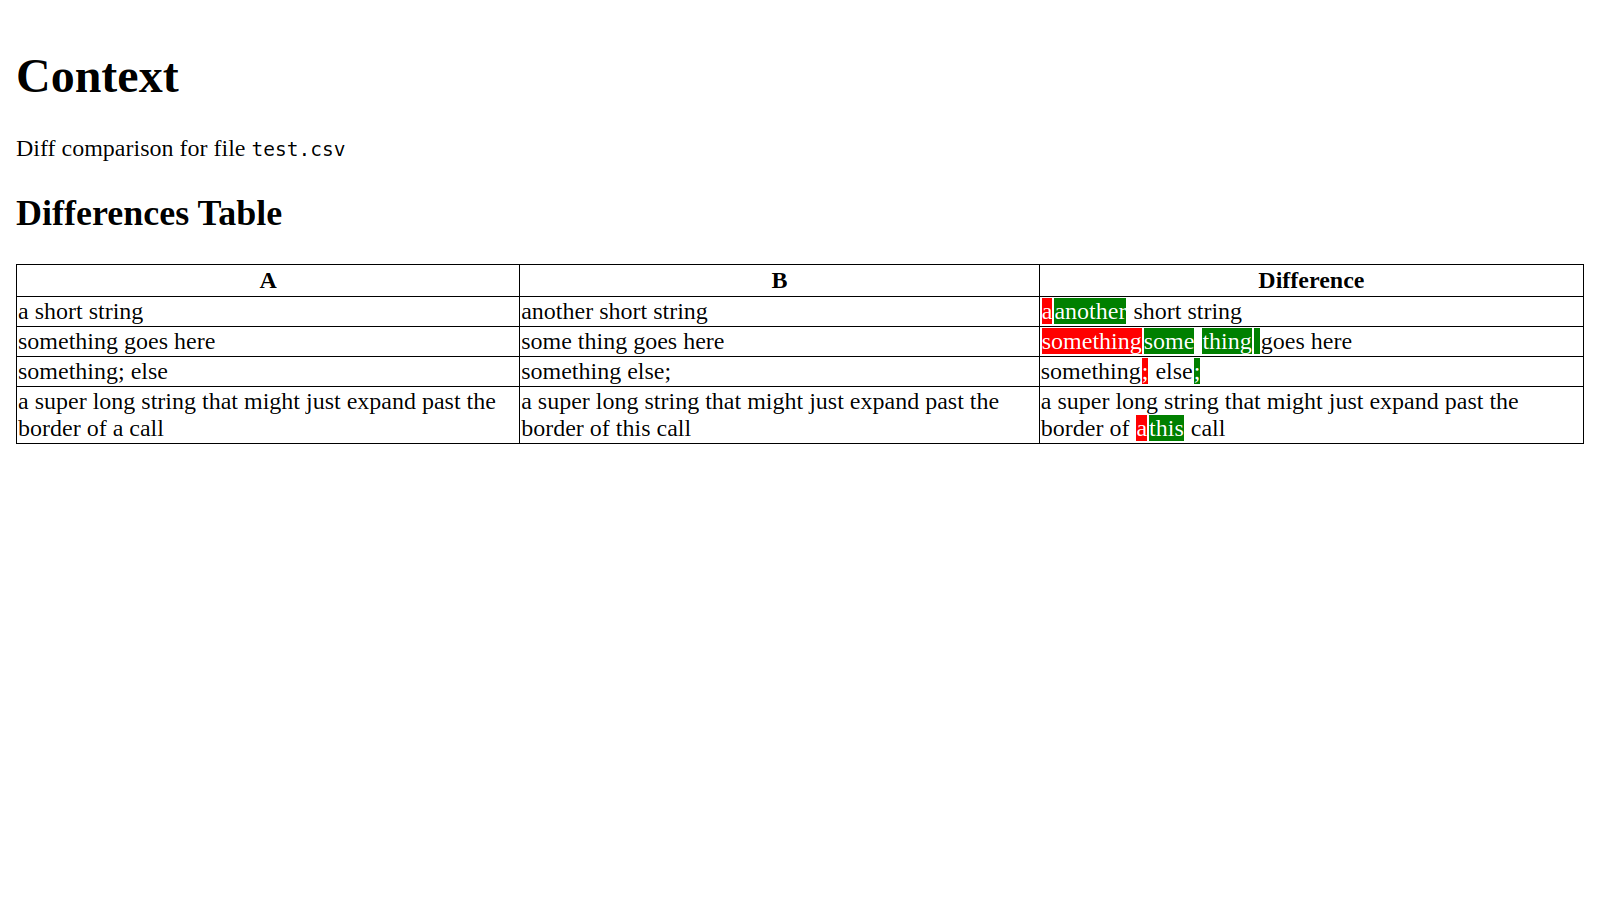 Context
Diff comparison for file test.csv
Differences Table
A B Difference
a short string another short string aanother short string
something goes here some thing goes here somethingsome thing goes here
something; else something else; something; else;
a super long string that might just expand past the a super long string that might just expand past the a super long string that might just expand past the
border of a call border of this call border of athis call